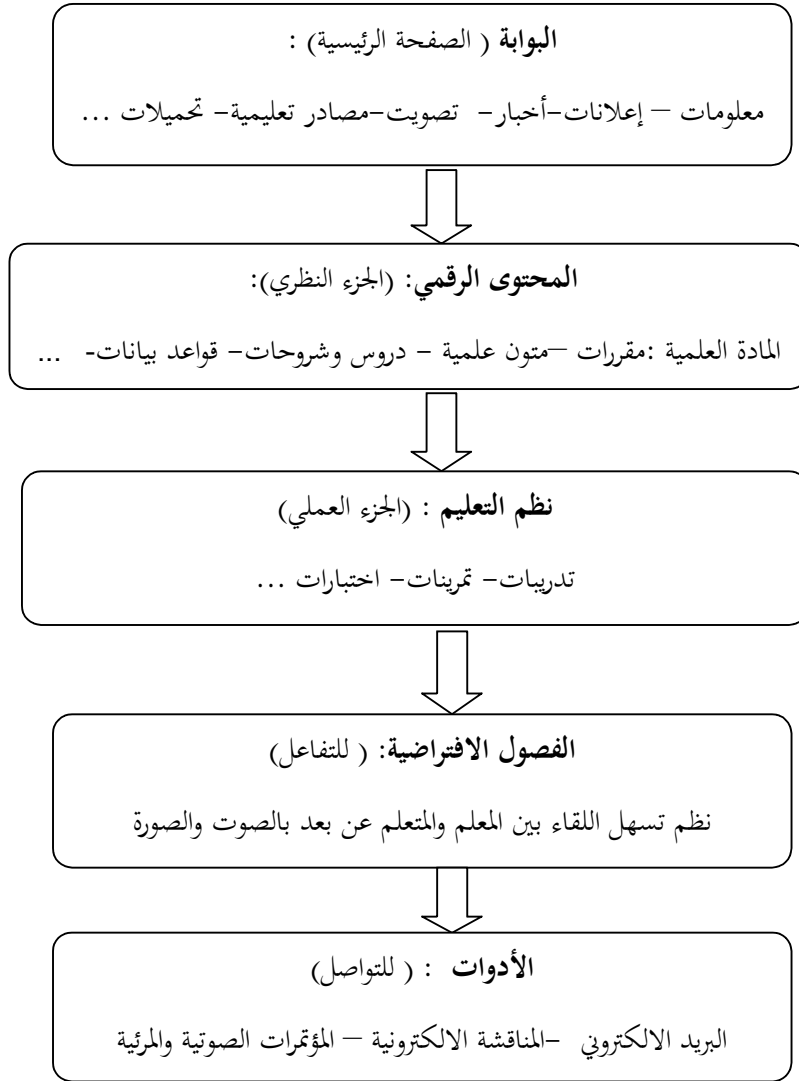 البوابة ( الصفحة الرئيسية) :
معلومات – إعلانات-أخبار- تصويت-مصادر تعليمية- تحميلات ...
المحتوى الرقمي: (الجزء النظري):
المادة العلمية :مقررات –متون علمية - دروس وشروحات- قواعد بيانات- ...
نظم التعليم : (الجزء العملي)
تدريبات- تمرينات- اختبارات ...
الفصول الافتراضية: ( للتفاعل)
نظم تسهل اللقاء بين المعلم والمتعلم عن بعد بالصوت والصورة
الأدوات : ( للتواصل)
البريد الالكتروني -المناقشة الالكترونية – المؤتمرات الصوتية والمرئية